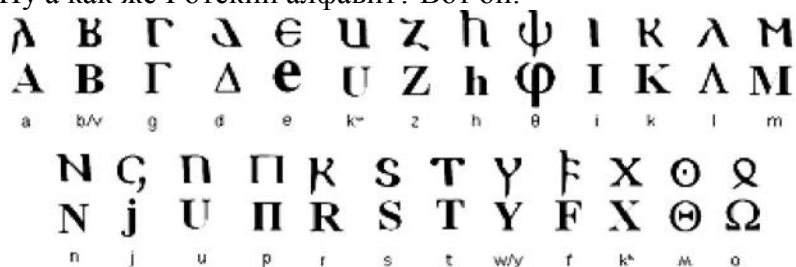 Ну а как же Готский алфавит? Вот он:
𐌰 𐌱 𐌲 𐌳 𐌴 𐌵 𐌶 𐌷 𐌸 𐌹 𐌺 𐌻 𐌼
A B Γ Δ e U Z h φ I K Λ M
a b/v g d e kʷ z h θ i k l m
𐌽 𐌾 𐌿 𐍀 𐍂 𐍃 𐍄 𐍅 𐍆 𐍇 𐍈 𐍉
N j U Π R S T Y F X Θ Ω
n j u p r s t w/y f kʰ ʍ o